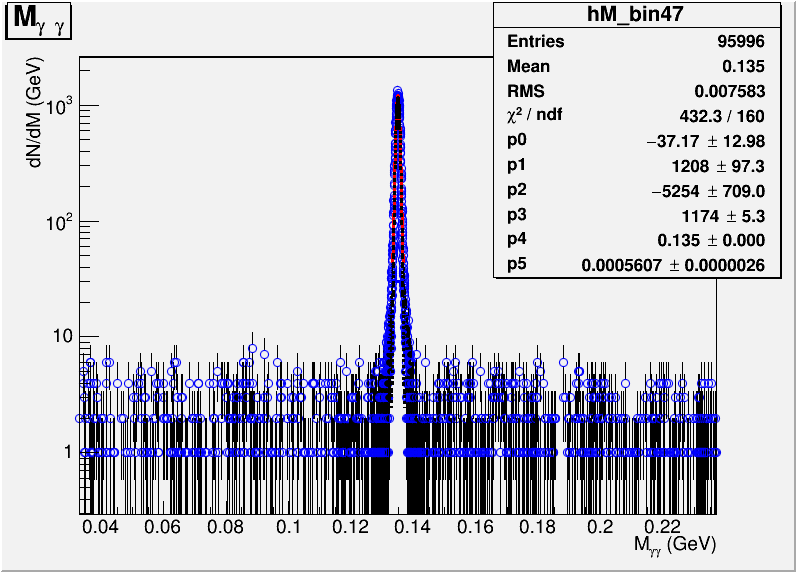 M_γγ
hM_bin47
Entries 95996
Mean 0.135
RMS 0.007583
χ² / ndf 432.3 / 160
p0 −37.17 ± 12.98
p1 1208 ± 97.3
p2 −5254 ± 709.0
p3 1174 ± 5.3
p4 0.135 ± 0.000
p5 0.0005607 ± 0.0000026
dN/dM (GeV)
10³
10²
10
1
0.04 0.06 0.08 0.1 0.12 0.14 0.16 0.18 0.2 0.22
M_γγ (GeV)